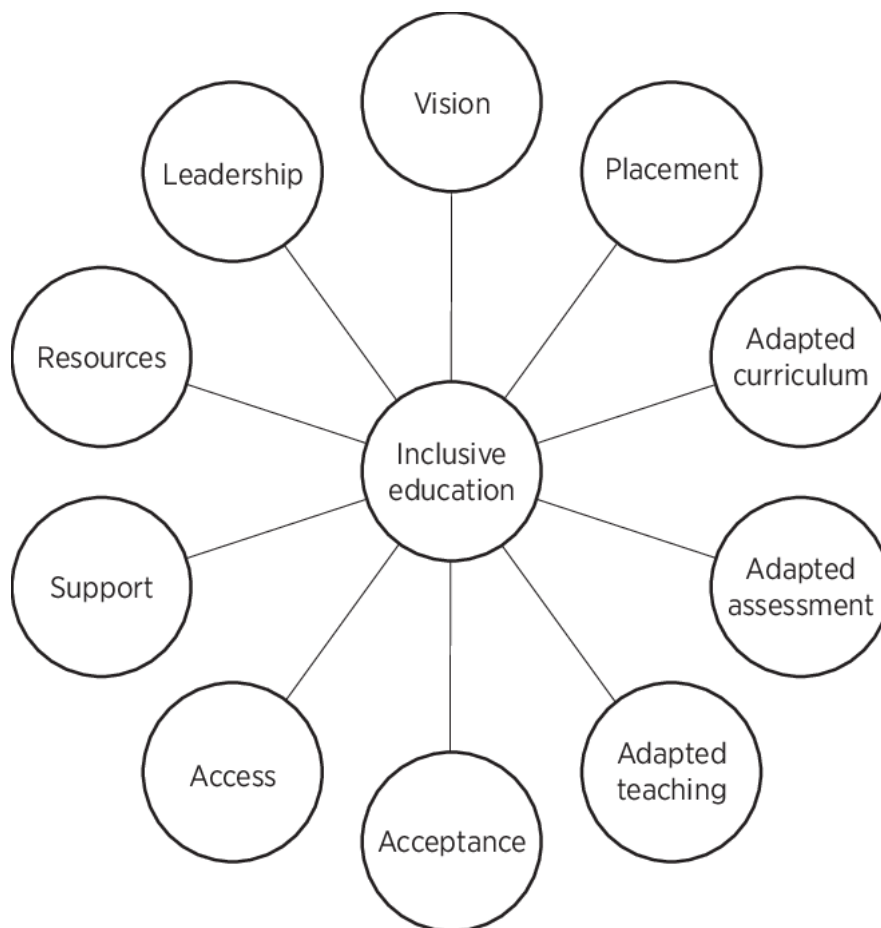 Vision
Leadership
Placement
Resources
Adapted
curriculum
Inclusive
education
Support
Adapted
assessment
Access
Adapted
teaching
Acceptance